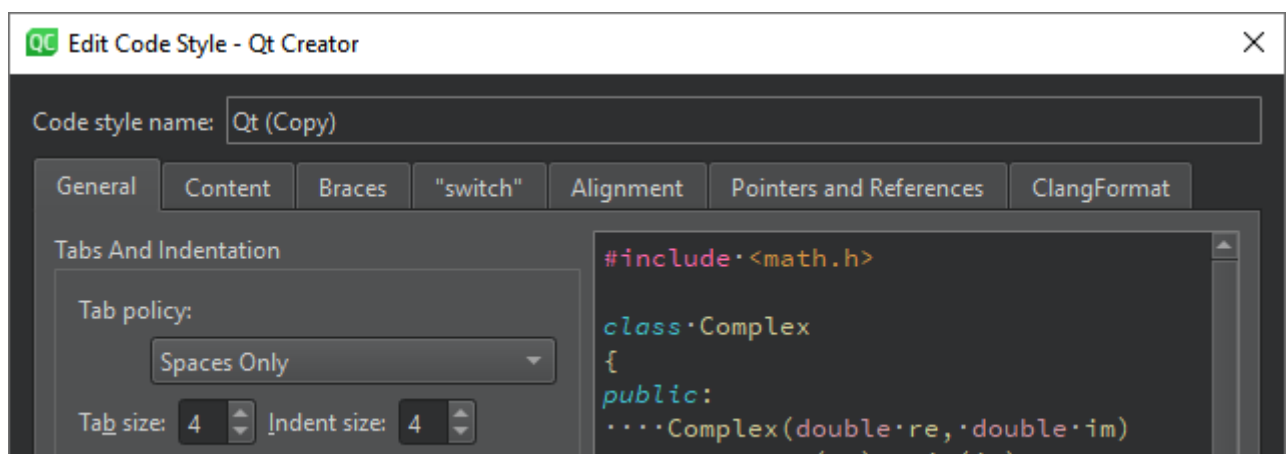 QC Edit Code Style - Qt Creator
Code style name: Qt (Copy)
General Content Braces "switch" Alignment Pointers and References ClangFormat
Tabs And Indentation
Tab policy:
Spaces Only
Tab size: 4 Indent size: 4
#include·<math.h>
class·Complex
{
public:
····Complex(double·re,·double·im)